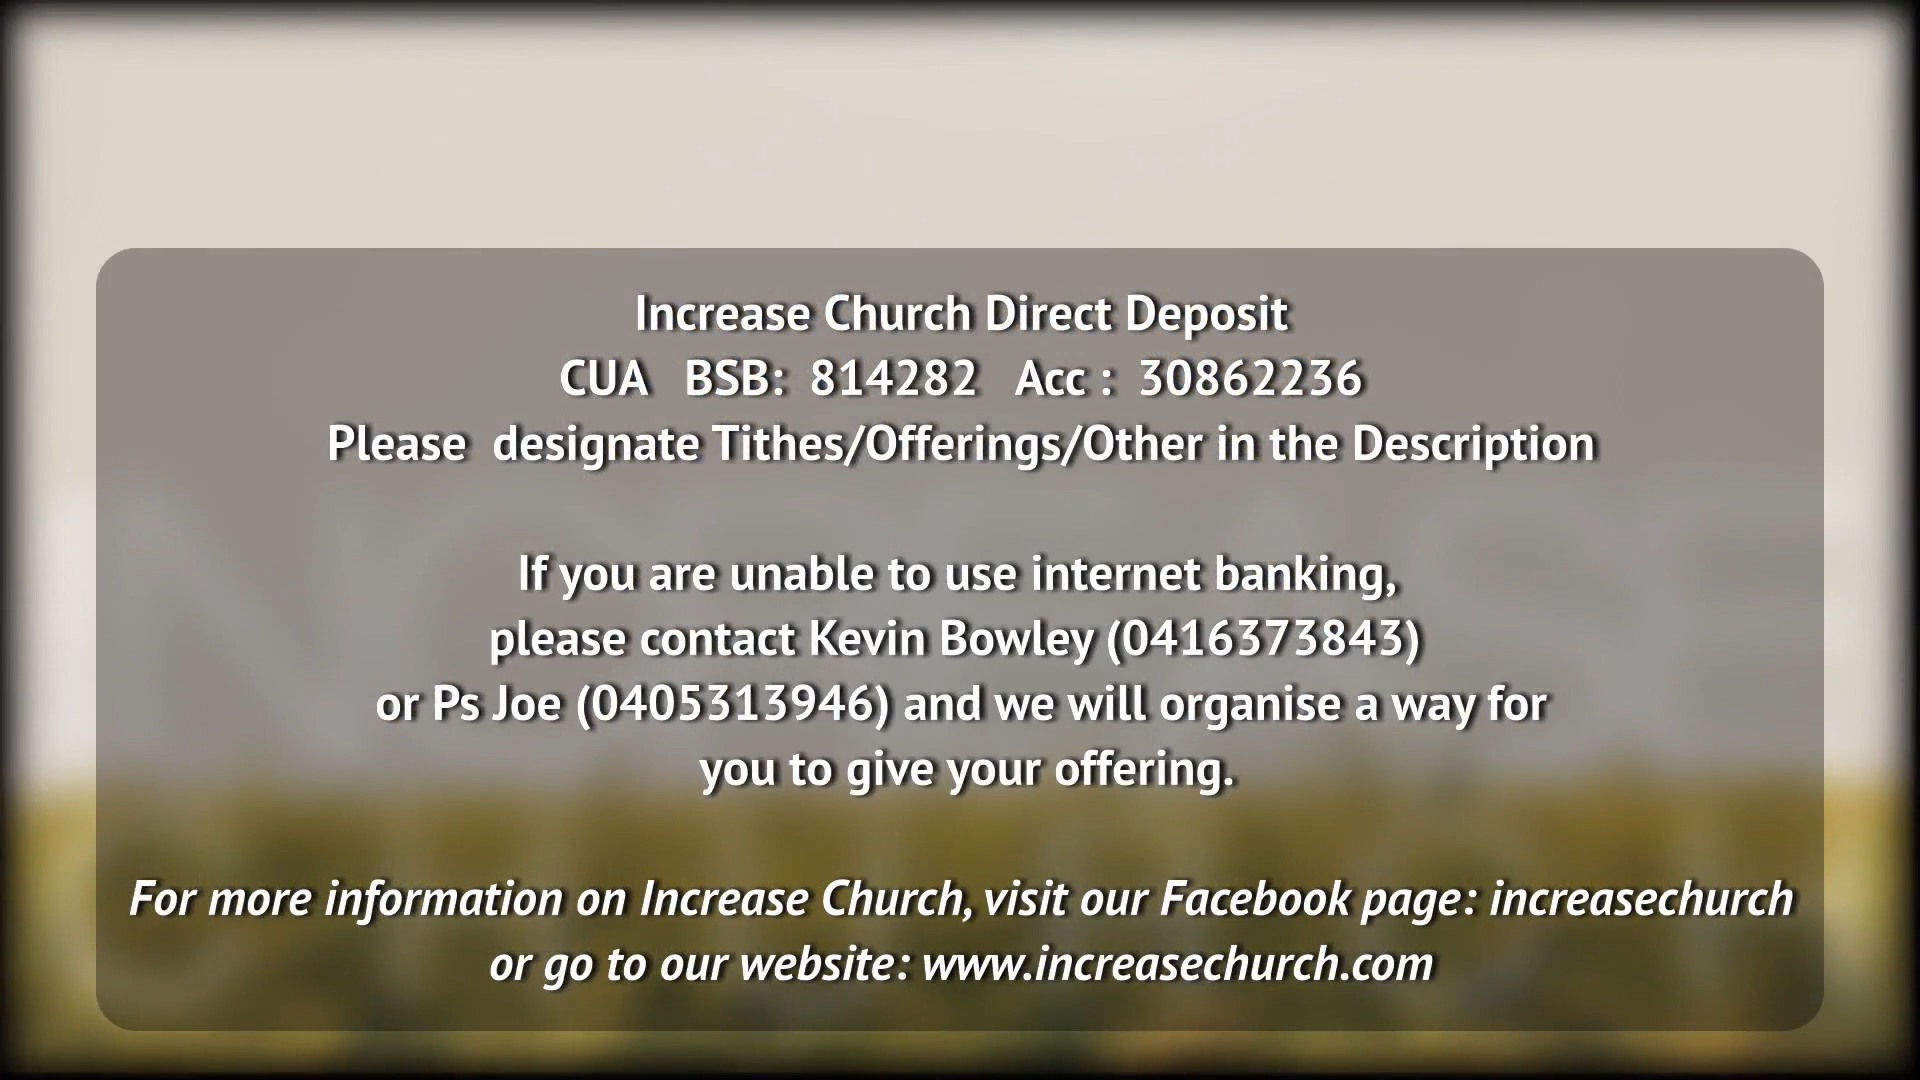 Increase Church Direct Deposit
CUA BSB: 814282 Acc : 30862236
Please designate Tithes/Offerings/Other in the Description
If you are unable to use internet banking,
please contact Kevin Bowley (0416373843)
or Ps Joe (0405313946) and we will organise a way for
you to give your offering.
For more information on Increase Church, visit our Facebook page: increasechurch
or go to our website: www.increasechurch.com